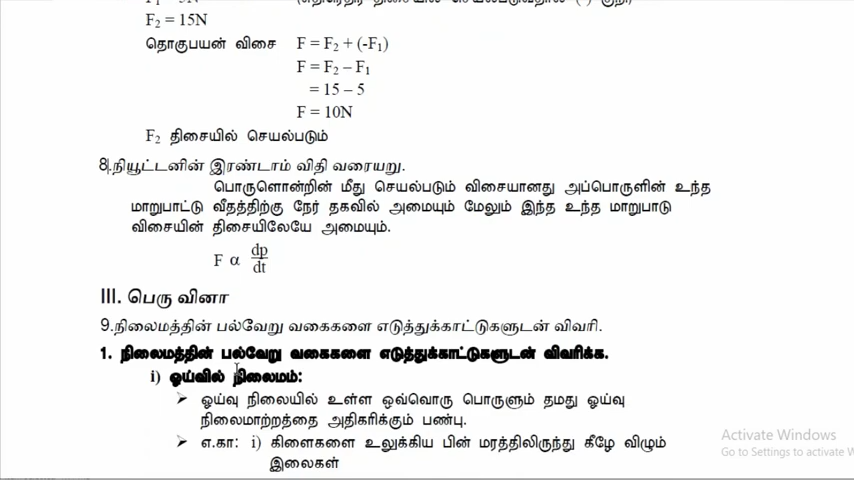 F₂ = 15N
தொகுபயன் விசை F = F₂ + (-F₁)
F = F₂ – F₁
= 15 – 5
F = 10N
F₂ திசையில் செயல்படும்
8.நியூட்டனின் இரண்டாம் விதி வரையறு.
பொருளொன்றின் மீது செயல்படும் விசையானது அப்பொருளின் உந்த
மாறுபாட்டு வீதத்திற்கு நேர் தகவில் அமையும் மேலும் இந்த உந்த மாறுபாடு
விசையின் திசையிலேயே அமையும்.
F α dp/dt
III. பெரு வினா
9.நிலைமத்தின் பல்வேறு வகைகளை எடுத்துக்காட்டுகளுடன் விவரி.
1. நிலைமத்தின் பல்வேறு வகைகளை எடுத்துக்காட்டுகளுடன் விவரிக்க.
i) ஓய்வில் நிலைமம்:
➢ ஓய்வு நிலையில் உள்ள ஒவ்வொரு பொருளும் தமது ஓய்வு
நிலைமாற்றத்தை அதிகரிக்கும் பண்பு.
➢ எ.கா: i) கிளைகளை உலுக்கிய பின் மரத்திலிருந்து கீழே விழும்
இலைகள்
Activate Windows
Go to Settings to activate W